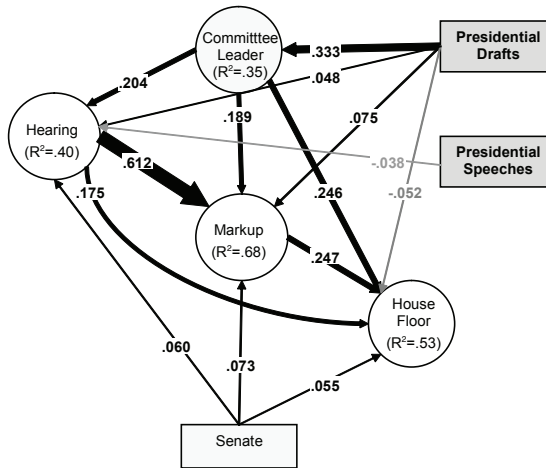 Committtee
Leader
(R²=.35)
Presidential
Drafts
.333
.204
.048
.189
.075
Hearing
(R²=.40)
Presidential
Speeches
-.038
.612
.175
.246
-.052
Markup
(R²=.68)
.247
House
Floor
(R²=.53)
.060
.073
.055
Senate